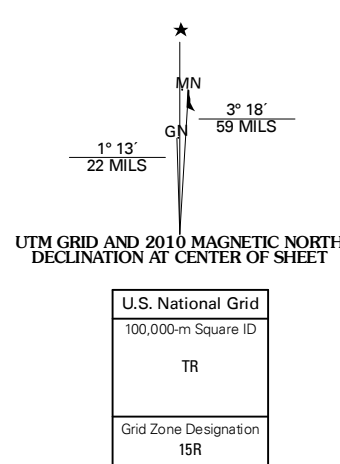 MN
3° 18´
59 MILS
GN
1° 13´
22 MILS
UTM GRID AND 2010 MAGNETIC NORTH
DECLINATION AT CENTER OF SHEET
U.S. National Grid
100,000-m Square ID
TR
Grid Zone Designation
15R